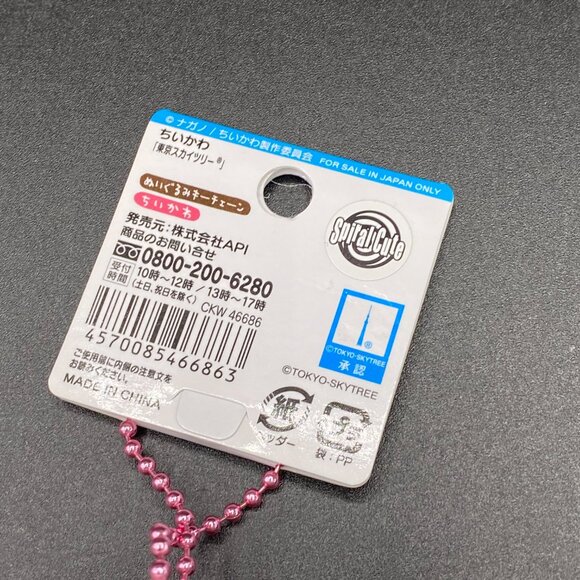 © ナガノ / ちいかわ製作委員会 FOR SALE IN JAPAN ONLY
ちいかわ
「東京スカイツリー®」
ぬいぐるみキーチェーン
ちいかわ
発売元:株式会社API
商品のお問い合せ
0800-200-6280
受付時間 10時〜12時 / 13時〜17時
(土日、祝日を除く) CKW 46686
4570085466863
ご使用前に内側の注意文を
お読みください。
MADE IN CHINA
Spiral Cute
®
©TOKYO-SKYTREE
承認
©TOKYO-SKYTREE
紙
ヘッダー
プラ
袋:PP